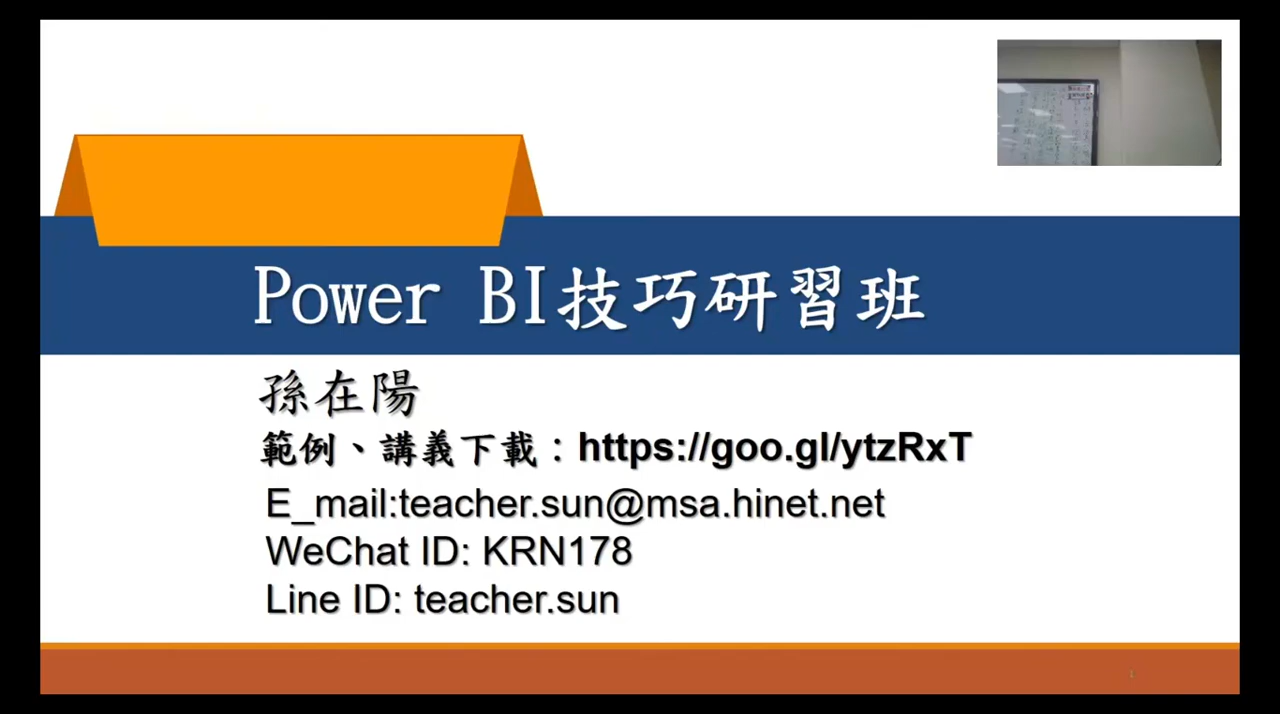 Power BI技巧研習班
孫在陽
範例、講義下載：https://goo.gl/ytzRxT
E_mail:teacher.sun@msa.hinet.net
WeChat ID: KRN178
Line ID: teacher.sun
1